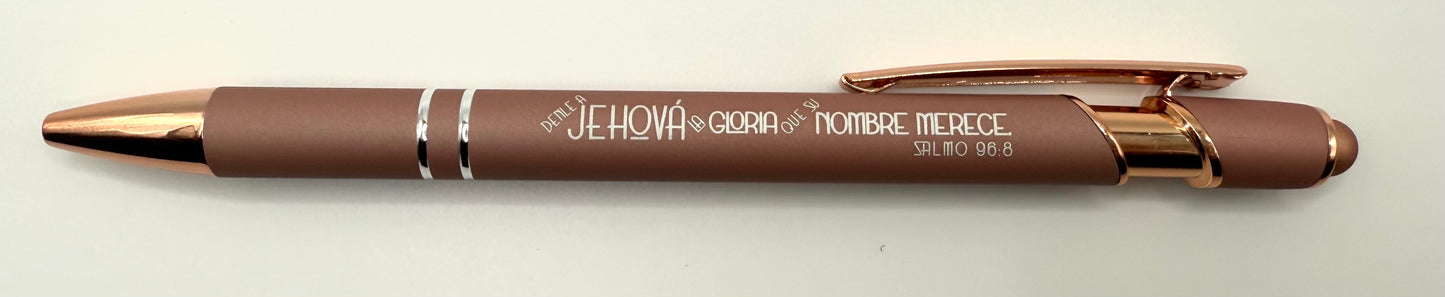 DENLE A JEHOVÁ LA GLORIA QUE SU NOMBRE MERECE.
SALMO 96:8